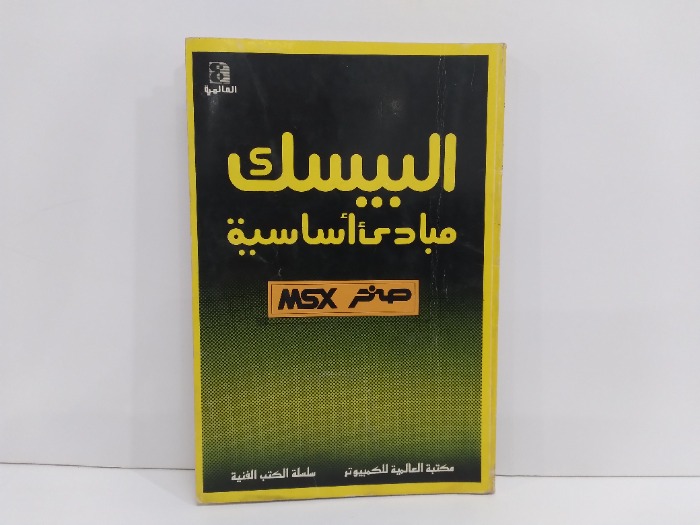 العالمية
البيسك
مبادئ أساسية
صخر MSX
مكتبة العالمية للكمبيوتر سلسلة الكتب الفنية